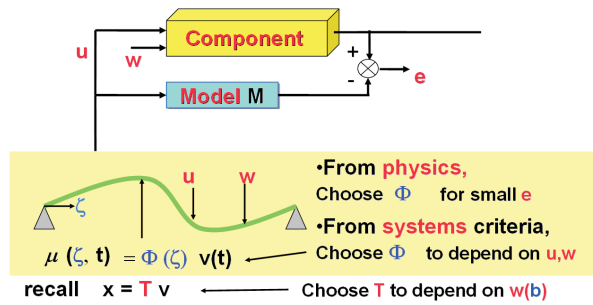 Component
u
w
+
-
e
Model M
u
w
ζ
μ (ζ, t) = Φ (ζ) v(t)
•From physics,
Choose Φ for small e
•From systems criteria,
Choose Φ to depend on u,w
recall x = T v
Choose T to depend on w(b)